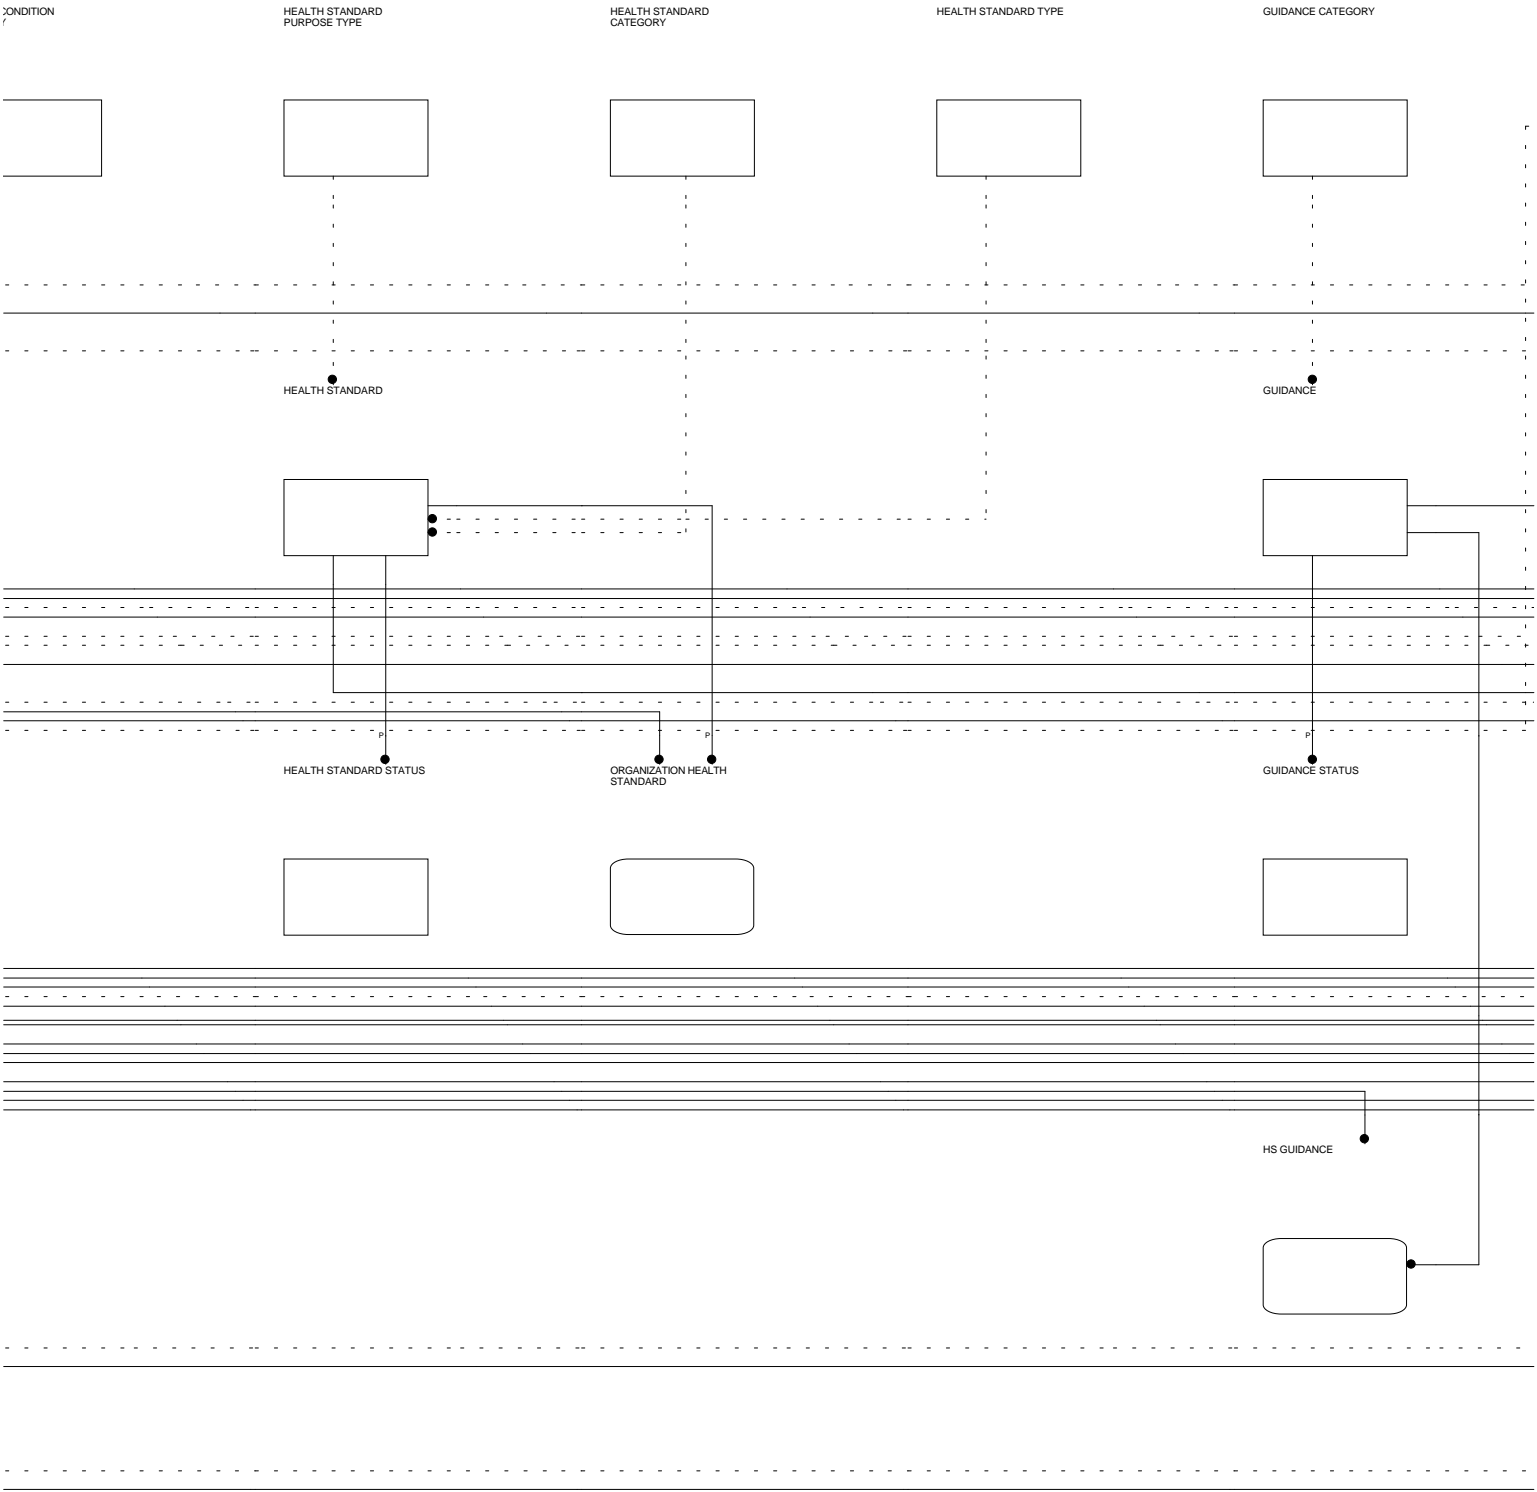 CONDITION
HEALTH STANDARD
PURPOSE TYPE
HEALTH STANDARD
CATEGORY
HEALTH STANDARD TYPE
GUIDANCE CATEGORY
HEALTH STANDARD
GUIDANCE
P
P
P
HEALTH STANDARD STATUS
ORGANIZATION HEALTH
STANDARD
GUIDANCE STATUS
HS GUIDANCE